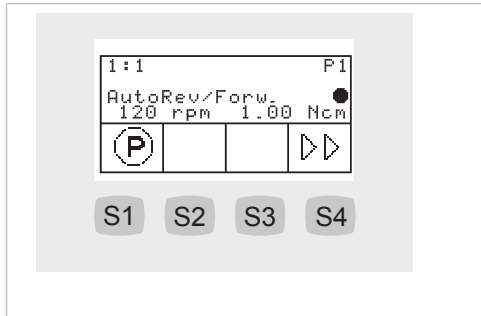 1:1 P1
AutoRev/Forw.
120 rpm 1.00 Ncm
P
S1 S2 S3 S4